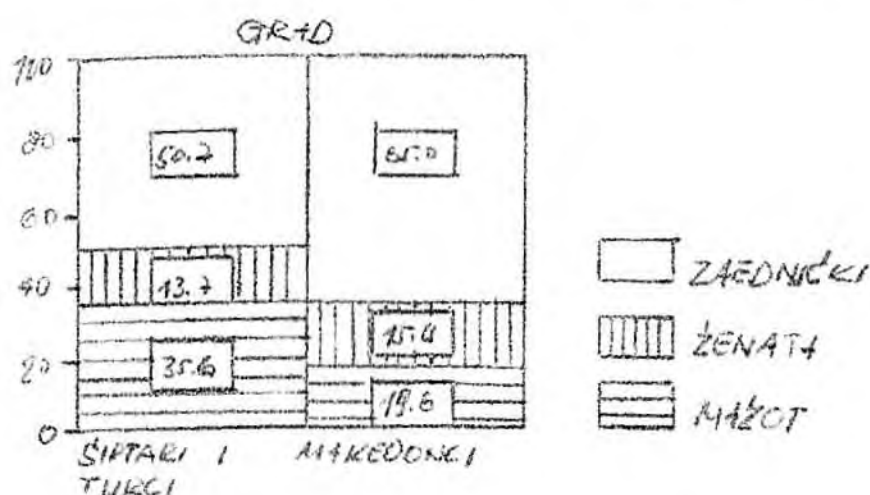 GRAD
100
80
60
40
20
0
50.7
65.0
13.7
15.4
35.6
19.6
ŠIPTARI I
TURCI
MAKEDONCI
ZAEDNIČKI
ŽENATA
MAŽOT